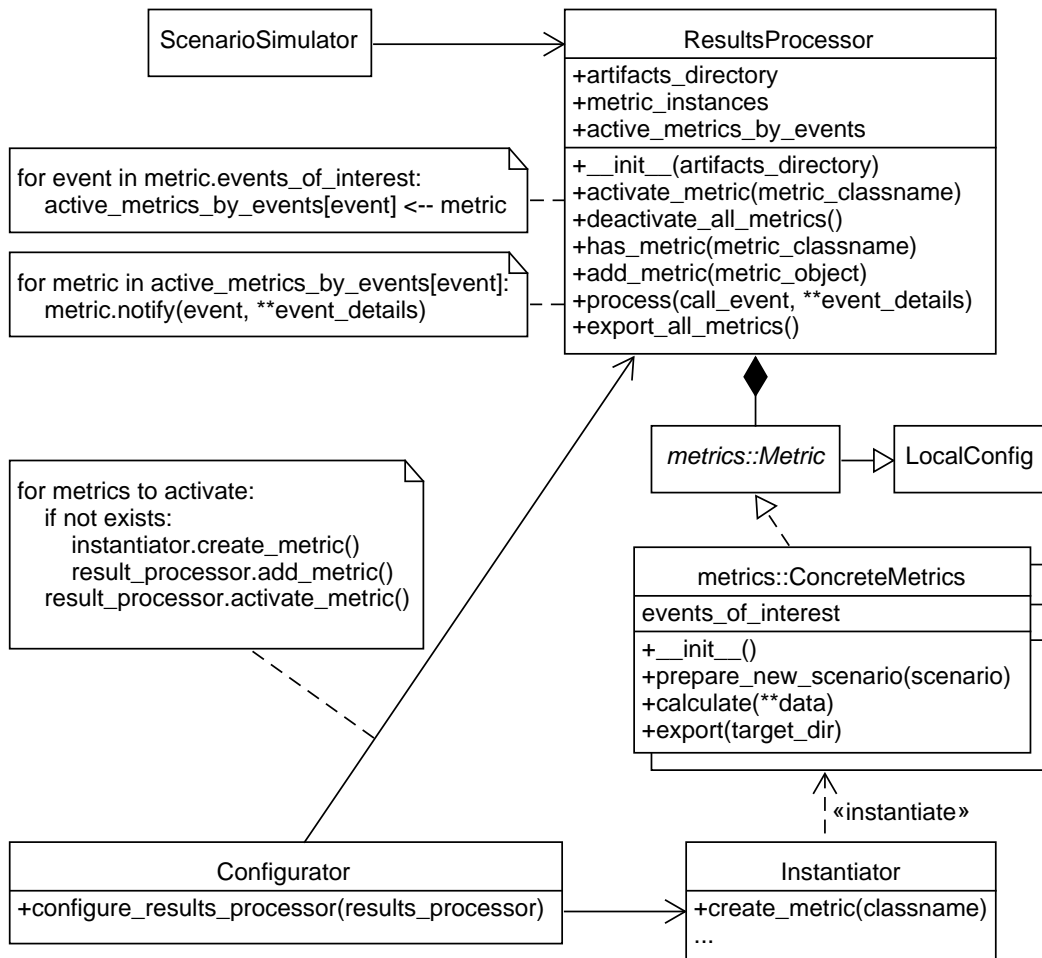 ScenarioSimulator
ResultsProcessor
+artifacts_directory
+metric_instances
+active_metrics_by_events
+__init__(artifacts_directory)
+activate_metric(metric_classname)
+deactivate_all_metrics()
+has_metric(metric_classname)
+add_metric(metric_object)
+process(call_event, **event_details)
+export_all_metrics()
for event in metric.events_of_interest:
active_metrics_by_events[event] <-- metric
for metric in active_metrics_by_events[event]:
metric.notify(event, **event_details)
metrics::Metric
LocalConfig
for metrics to activate:
if not exists:
instantiator.create_metric()
result_processor.add_metric()
result_processor.activate_metric()
metrics::ConcreteMetrics
events_of_interest
+__init__()
+prepare_new_scenario(scenario)
+calculate(**data)
+export(target_dir)
«instantiate»
Configurator
+configure_results_processor(results_processor)
Instantiator
+create_metric(classname)
...